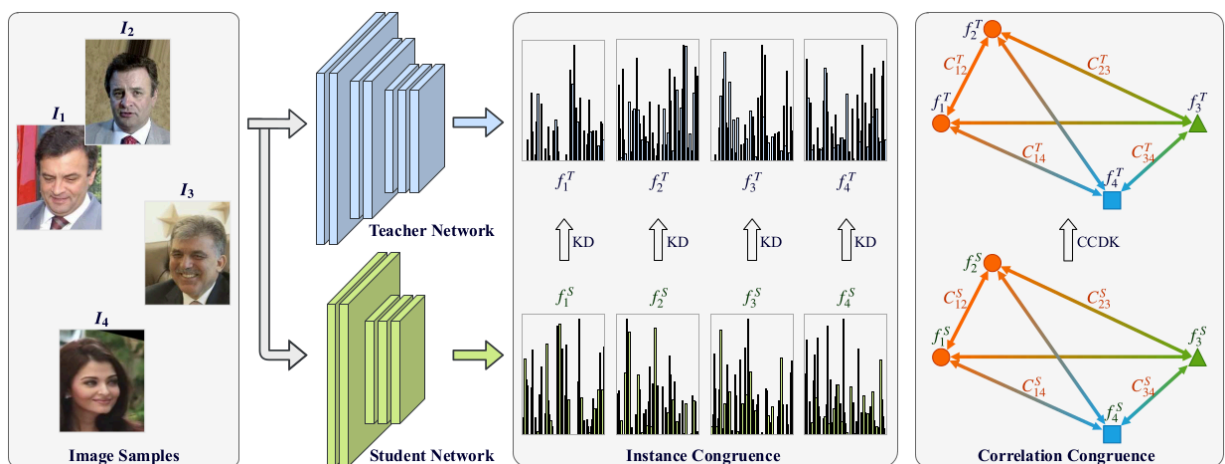 I₂
I₁
I₃
I₄
Image Samples
Teacher Network
Student Network
f₁ᵀ f₂ᵀ f₃ᵀ f₄ᵀ
KD KD KD KD
f₁ˢ f₂ˢ f₃ˢ f₄ˢ
Instance Congruence
f₂ᵀ
C₁₂ᵀ C₂₃ᵀ
f₁ᵀ f₃ᵀ
C₁₄ᵀ C₃₄ᵀ
f₄ᵀ
CCDK
f₂ˢ
C₁₂ˢ C₂₃ˢ
f₁ˢ f₃ˢ
C₁₄ˢ C₃₄ˢ
f₄ˢ
Correlation Congruence